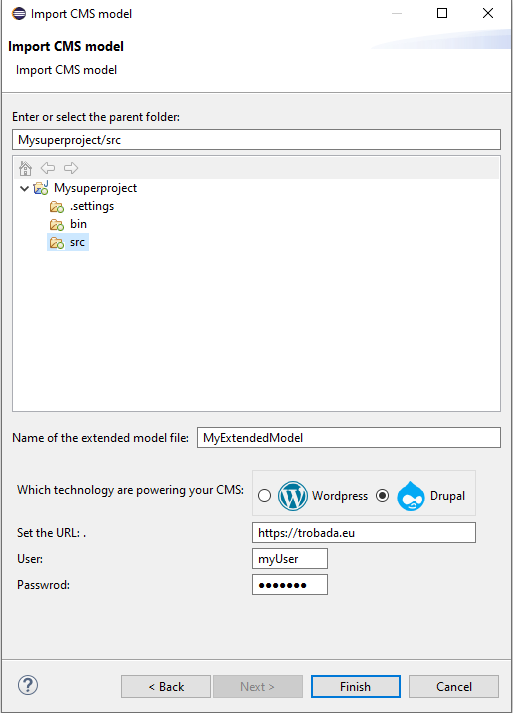 Import CMS model
Import CMS model
Import CMS model
Enter or select the parent folder:
Mysuperproject/src
Mysuperproject
.settings
bin
src
Name of the extended model file: MyExtendedModel
Which technology are powering your CMS: Wordpress Drupal
Set the URL: . https://trobada.eu
User: myUser
Passwrod: ●●●●●●●
? < Back Next > Finish Cancel